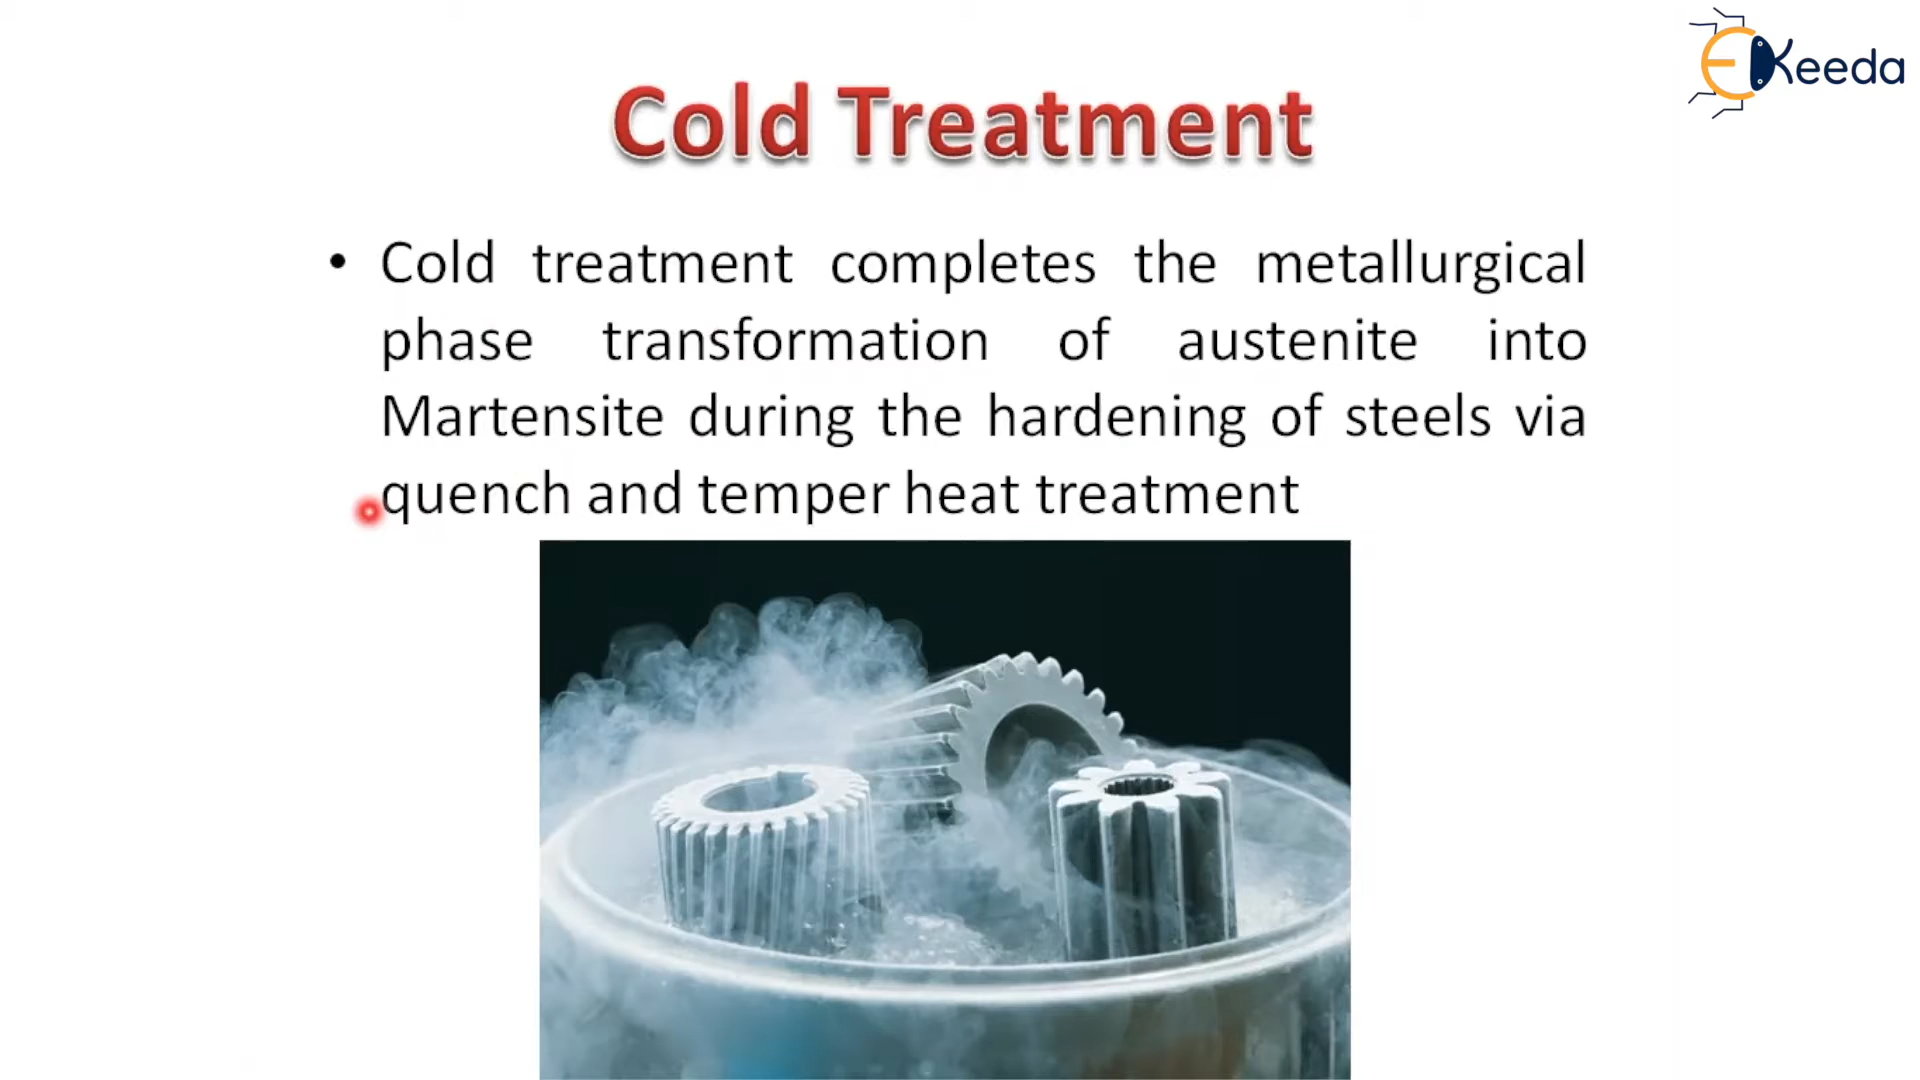 EKeeda
Cold Treatment
• Cold treatment completes the metallurgical
phase transformation of austenite into
Martensite during the hardening of steels via
quench and temper heat treatment